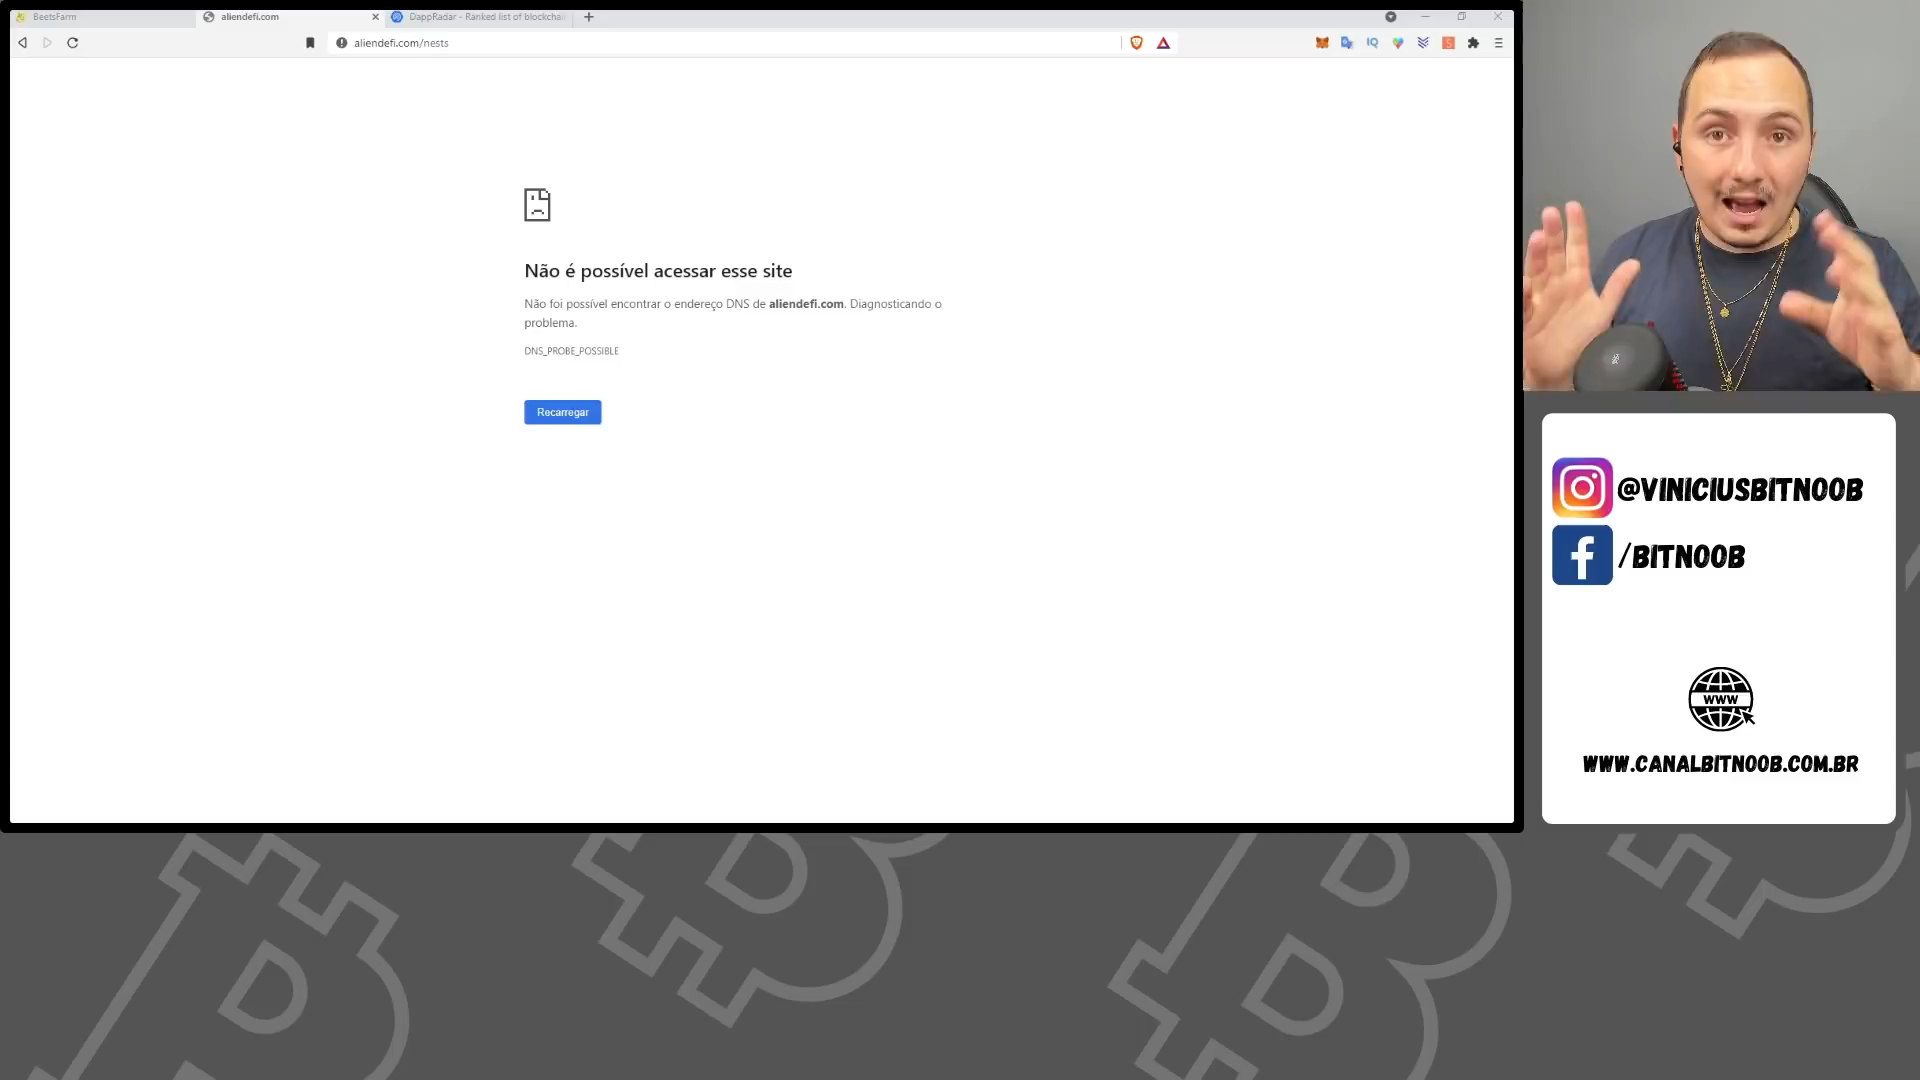 BeetsFarm
aliendefi.com
DappRadar - Ranked list of blockchai
aliendefi.com/nests
Não é possível acessar esse site
Não foi possível encontrar o endereço DNS de aliendefi.com. Diagnosticando o
problema.
DNS_PROBE_POSSIBLE
Recarregar
@VINICIUSBITNOOB
/BITNOOB
WWW
WWW.CANALBITNOOB.COM.BR